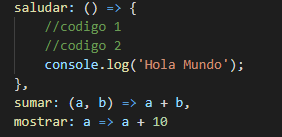 saludar: () => {
    //codigo 1
    //codigo 2
    console.log('Hola Mundo');
},
sumar: (a, b) => a + b,
mostrar: a => a + 10